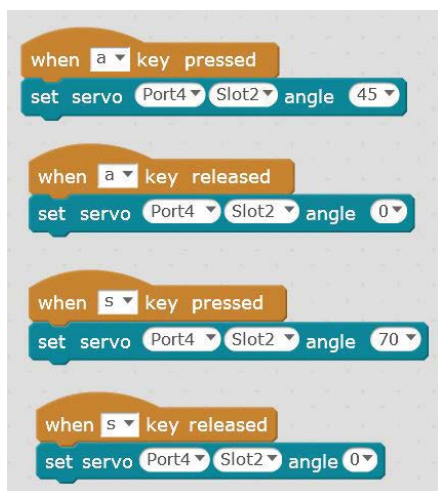 when a key pressed
set servo Port4 Slot2 angle 45
when a key released
set servo Port4 Slot2 angle 0
when s key pressed
set servo Port4 Slot2 angle 70
when s key released
set servo Port4 Slot2 angle 0